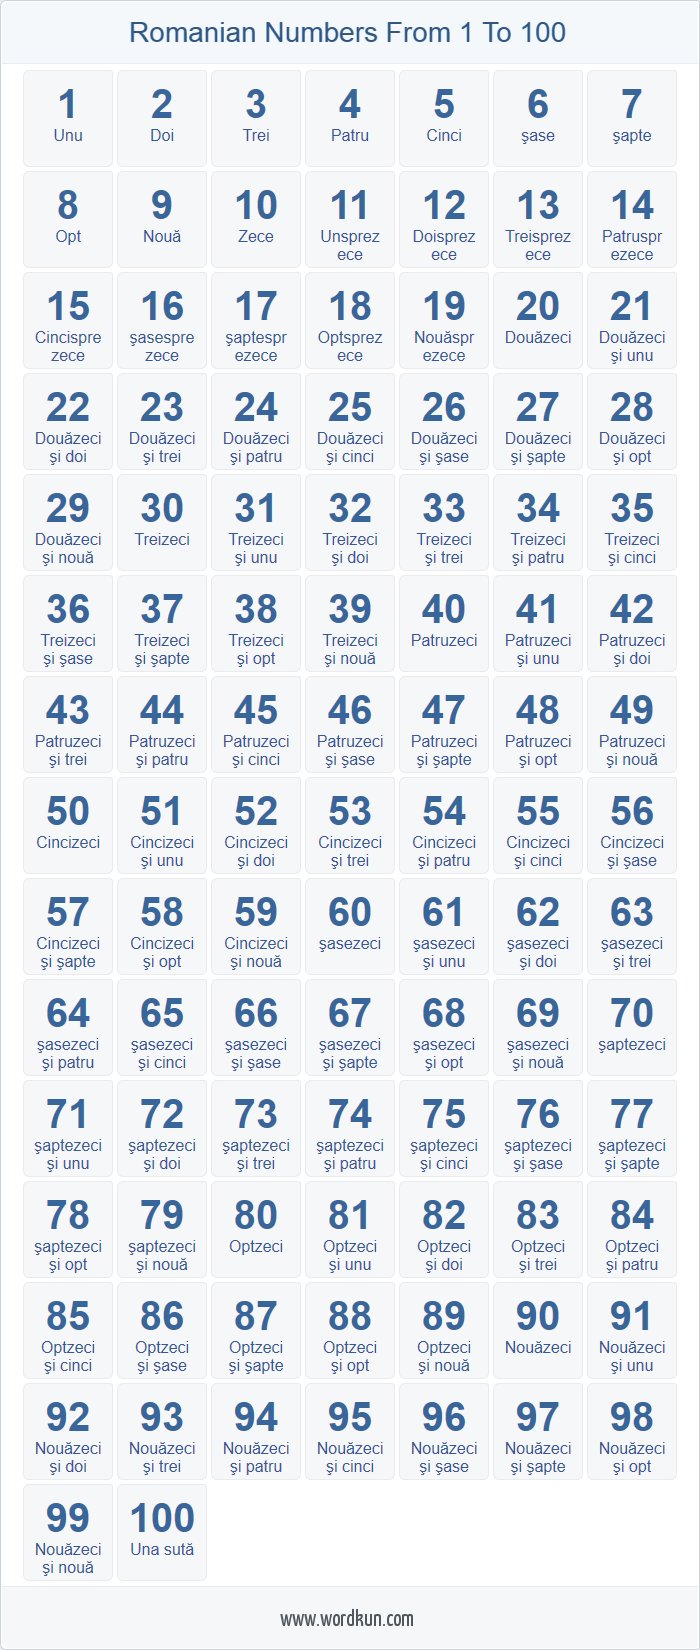 Romanian Numbers From 1 To 100
1 2 3 4 5 6 7
Unu Doi Trei Patru Cinci şase şapte
8 9 10 11 12 13 14
Opt Nouă Zece Unsprez Doisprez Treisprez Patruspr
ece ece ece ezece
15 16 17 18 19 20 21
Cincispre şasespre şaptespr Optsprez Nouăspr Douăzeci Douăzeci
zece zece ezece ece ezece şi unu
22 23 24 25 26 27 28
Douăzeci Douăzeci Douăzeci Douăzeci Douăzeci Douăzeci Douăzeci
şi doi şi trei şi patru şi cinci şi şase şi şapte şi opt
29 30 31 32 33 34 35
Douăzeci Treizeci Treizeci Treizeci Treizeci Treizeci Treizeci
şi nouă şi unu şi doi şi trei şi patru şi cinci
36 37 38 39 40 41 42
Treizeci Treizeci Treizeci Treizeci Patruzeci Patruzeci Patruzeci
şi şase şi şapte şi opt şi nouă şi unu şi doi
43 44 45 46 47 48 49
Patruzeci Patruzeci Patruzeci Patruzeci Patruzeci Patruzeci Patruzeci
şi trei şi patru şi cinci şi şase şi şapte şi opt şi nouă
50 51 52 53 54 55 56
Cincizeci Cincizeci Cincizeci Cincizeci Cincizeci Cincizeci Cincizeci
şi unu şi doi şi trei şi patru şi cinci şi şase
57 58 59 60 61 62 63
Cincizeci Cincizeci Cincizeci şasezeci şasezeci şasezeci şasezeci
şi şapte şi opt şi nouă şi unu şi doi şi trei
64 65 66 67 68 69 70
şasezeci şasezeci şasezeci şasezeci şasezeci şasezeci şaptezeci
şi patru şi cinci şi şase şi şapte şi opt şi nouă
71 72 73 74 75 76 77
şaptezeci şaptezeci şaptezeci şaptezeci şaptezeci şaptezeci şaptezeci
şi unu şi doi şi trei şi patru şi cinci şi şase şi şapte
78 79 80 81 82 83 84
şaptezeci şaptezeci Optzeci Optzeci Optzeci Optzeci Optzeci
şi opt şi nouă şi unu şi doi şi trei şi patru
85 86 87 88 89 90 91
Optzeci Optzeci Optzeci Optzeci Optzeci Nouăzeci Nouăzeci
şi cinci şi şase şi şapte şi opt şi nouă şi unu
92 93 94 95 96 97 98
Nouăzeci Nouăzeci Nouăzeci Nouăzeci Nouăzeci Nouăzeci Nouăzeci
şi doi şi trei şi patru şi cinci şi şase şi şapte şi opt
99 100
Nouăzeci Una sută
şi nouă
www.wordkun.com